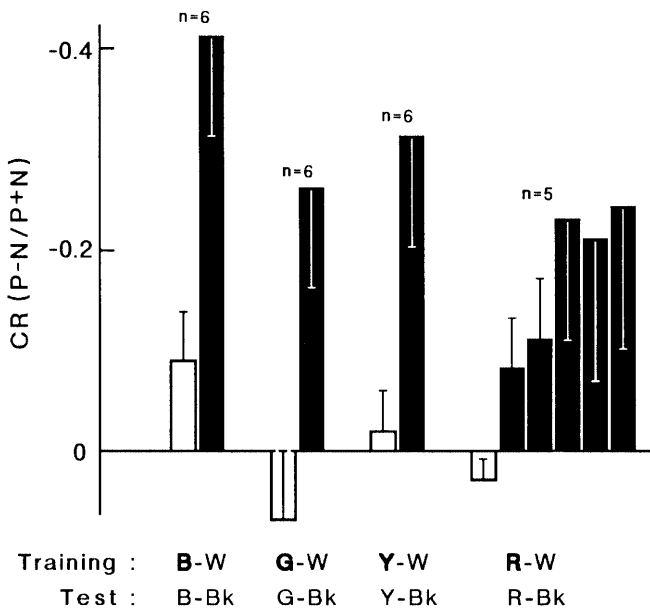 n=6
-0.4
n=6
n=6
n=5
-0.2
0
CR (P-N/P+N)
Training : B-W G-W Y-W R-W
Test : B-Bk G-Bk Y-Bk R-Bk